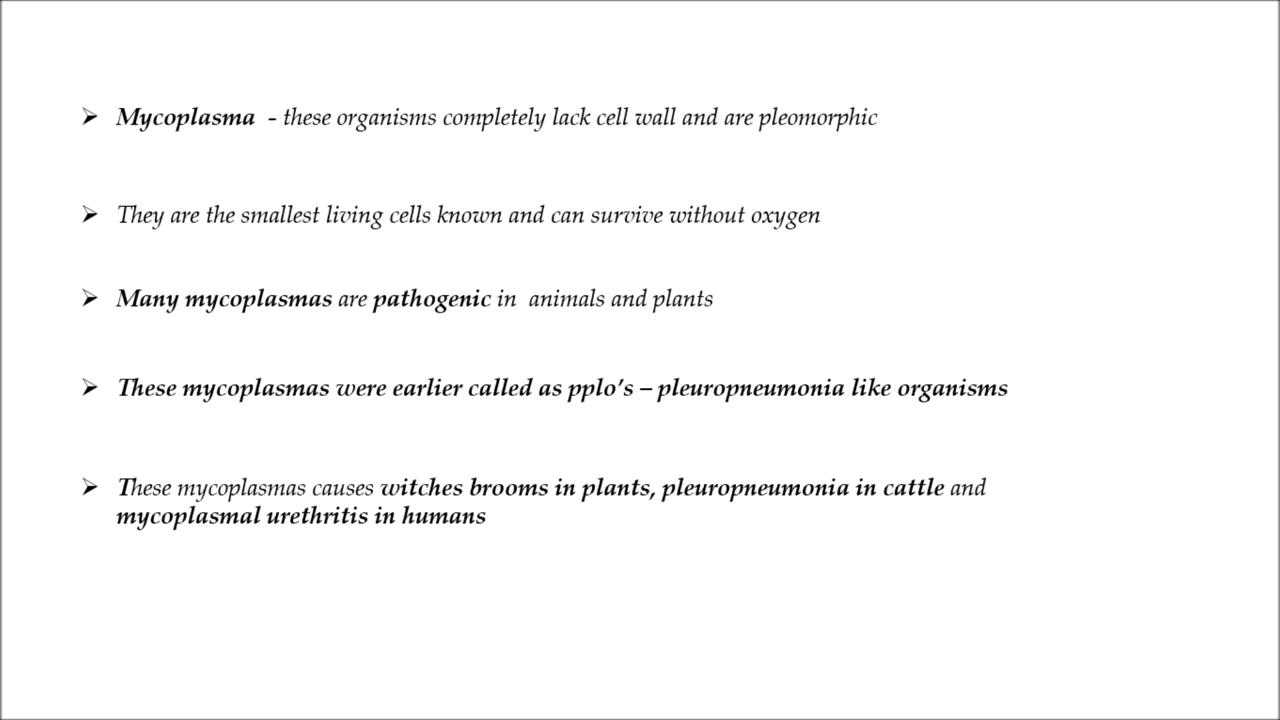 ➢ Mycoplasma - these organisms completely lack cell wall and are pleomorphic
➢ They are the smallest living cells known and can survive without oxygen
➢ Many mycoplasmas are pathogenic in animals and plants
➢ These mycoplasmas were earlier called as pplo’s – pleuropneumonia like organisms
➢ These mycoplasmas causes witches brooms in plants, pleuropneumonia in cattle and
mycoplasmal urethritis in humans